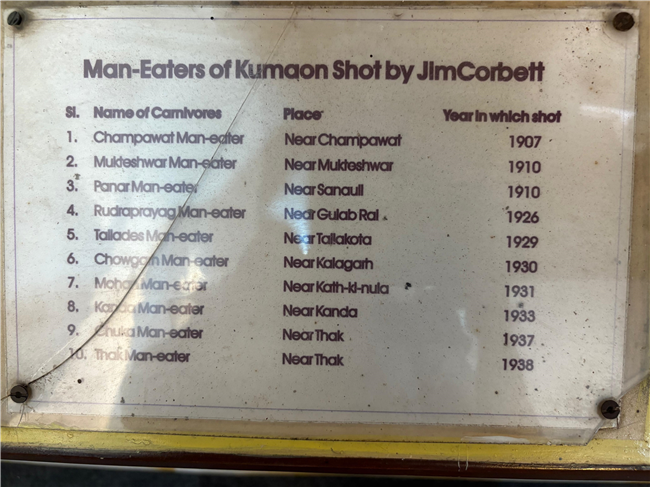 Man-Eaters of Kumaon Shot by JimCorbett
Sl. Name of Carnivores Place Year in which shot
1. Champawat Man-eater Near Champawat 1907
2. Mukteshwar Man-eater Near Mukteshwar 1910
3. Panar Man-eater Near Sanauli 1910
4. Rudraprayag Man-eater Near Gulab Rai 1926
5. Tallades Man-eater Near Tallakota 1929
6. Chowgarh Man-eater Near Kalagarh 1930
7. Mohan Man-eater Near Kath-ki-nula 1931
8. Kanda Man-eater Near Kanda 1933
9. Chuka Man-eater Near Thak 1937
10. Thak Man-eater Near Thak 1938